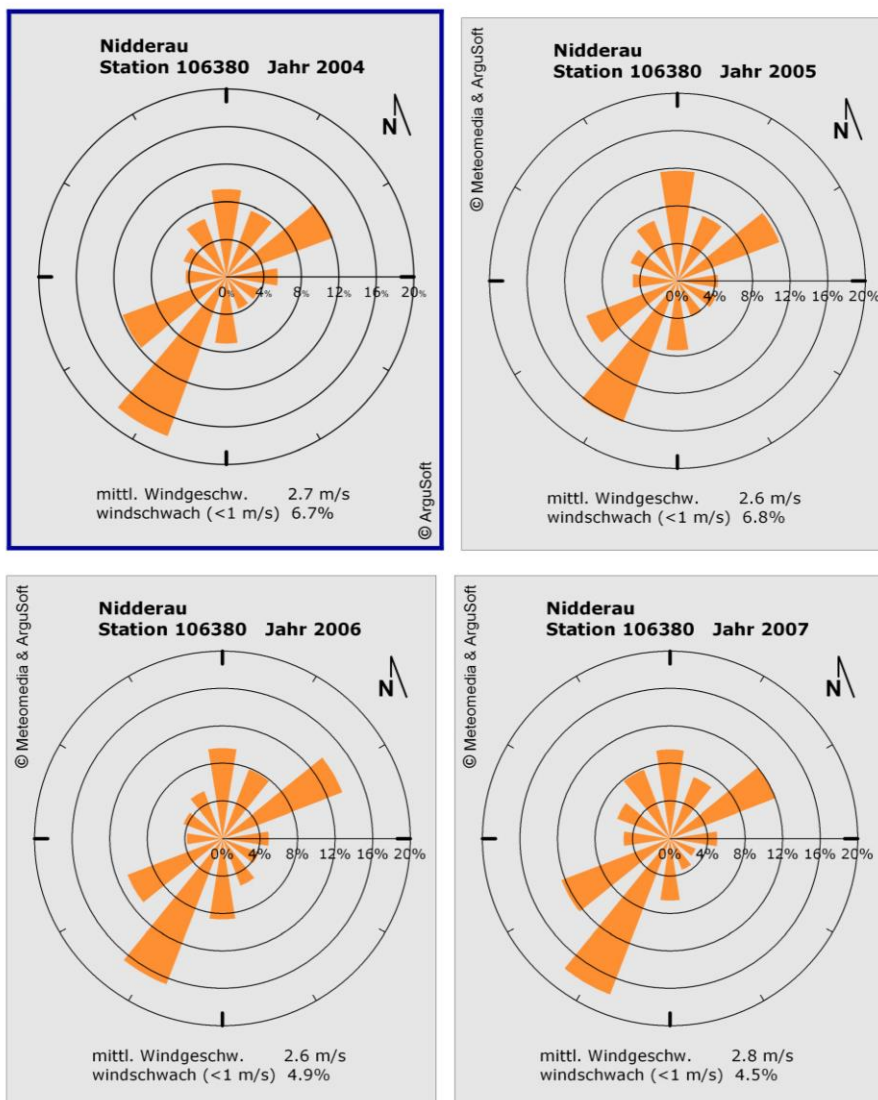 Nidderau
Station 106380 Jahr 2004
N
0% 4% 8% 12% 16% 20%
mittl. Windgeschw. 2.7 m/s
windschwach (<1 m/s) 6.7%
© ArguSoft
© Meteomedia & ArguSoft
Nidderau
Station 106380 Jahr 2005
N
0% 4% 8% 12% 16% 20%
mittl. Windgeschw. 2.6 m/s
windschwach (<1 m/s) 6.8%
© Meteomedia & ArguSoft
Nidderau
Station 106380 Jahr 2006
N
0% 4% 8% 12% 16% 20%
mittl. Windgeschw. 2.6 m/s
windschwach (<1 m/s) 4.9%
© Meteomedia & ArguSoft
Nidderau
Station 106380 Jahr 2007
N
0% 4% 8% 12% 16% 20%
mittl. Windgeschw. 2.8 m/s
windschwach (<1 m/s) 4.5%